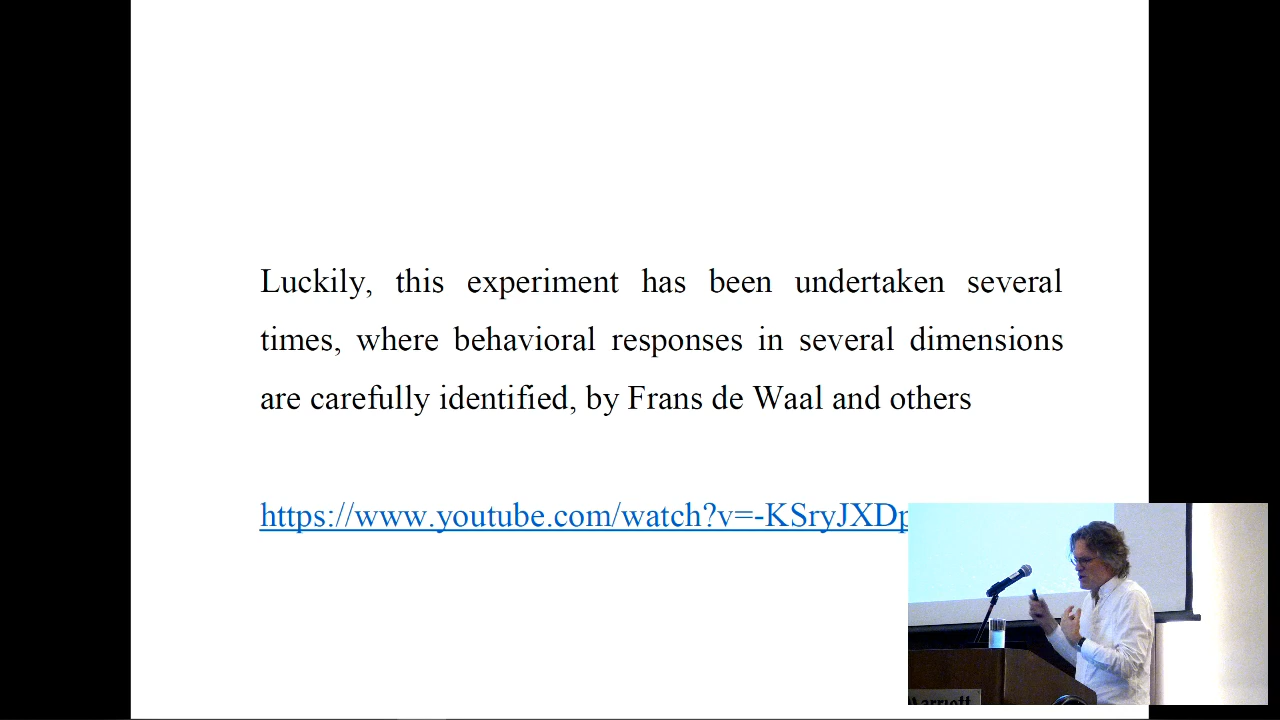 Luckily, this experiment has been undertaken several
times, where behavioral responses in several dimensions
are carefully identified, by Frans de Waal and others
https://www.youtube.com/watch?v=-KSryJXDp
Marriott